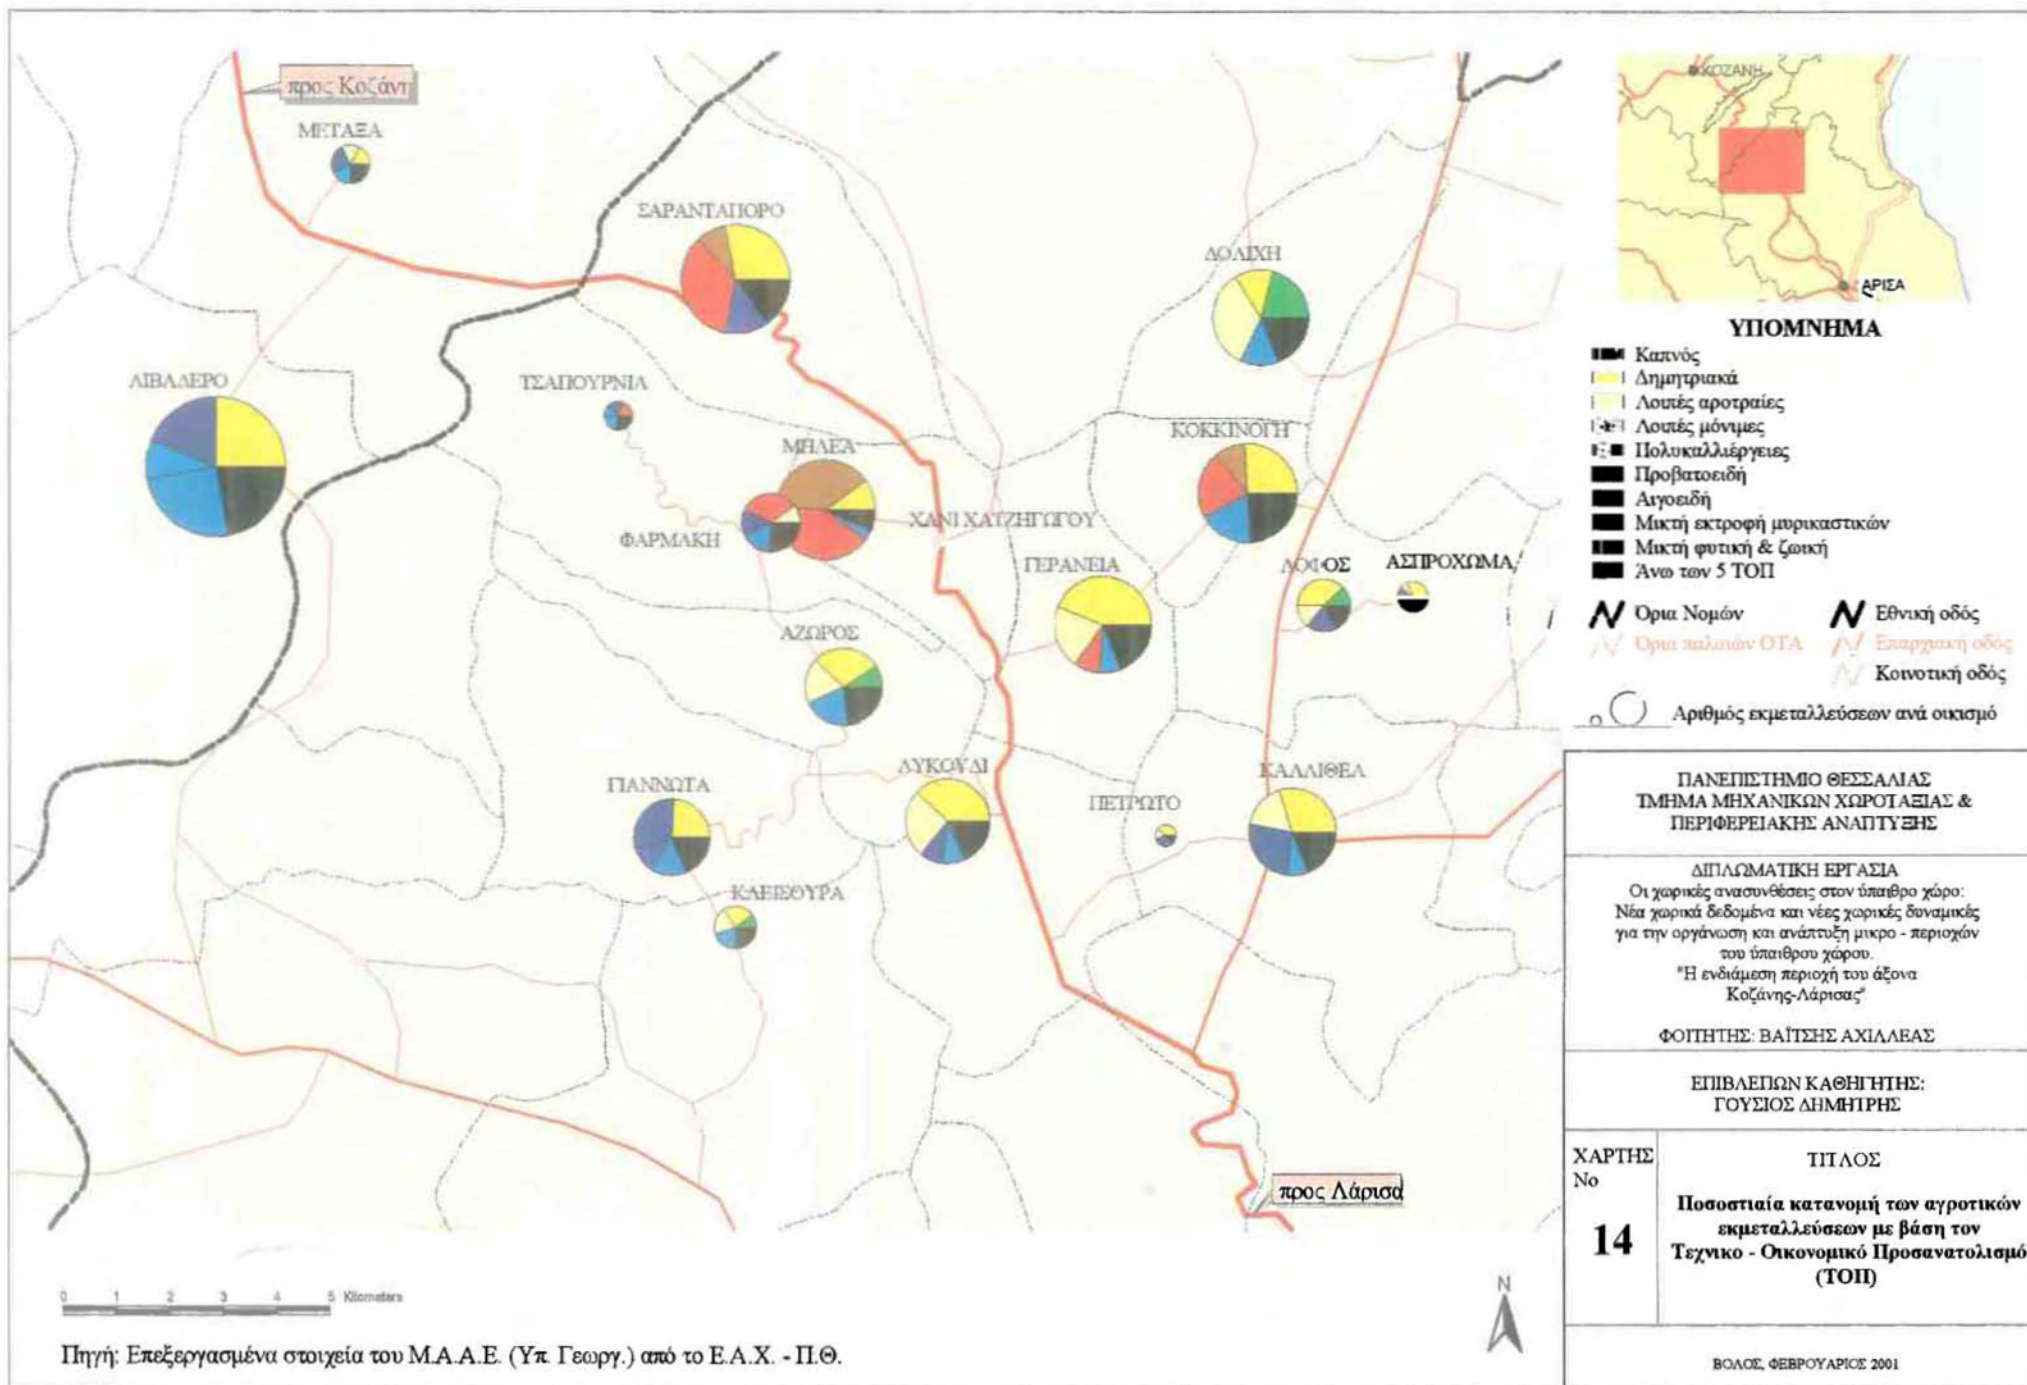 προς Κοζάνη
ΜΕΤΑΞΑ
ΣΑΡΑΝΤΑΠΟΡΟ
ΔΟΛΙΧΗ
ΛΙΒΑΔΕΡΟ
ΤΣΑΠΟΥΡΝΙΑ
ΜΗΛΕΑ
ΚΟΚΚΙΝΟΓΗ
ΦΑΡΜΑΚΗ
ΧΑΝΙ ΧΑΤΖΗΓΩΓΟΥ
ΓΕΡΑΝΕΙΑ
ΛΟΦΟΣ
ΑΣΠΡΟΧΩΜΑ
ΑΖΩΡΟΣ
ΓΙΑΝΝΩΤΑ
ΛΥΚΟΥΔΙ
ΠΕΤΡΩΤΟ
ΚΑΛΛΙΘΕΑ
ΚΛΕΙΣΟΥΡΑ
προς Λάρισα
0 1 2 3 4 5 Kilometers
N
Πηγή: Επεξεργασμένα στοιχεία του Μ.Α.Α.Ε. (Υπ. Γεωργ.) από το Ε.Α.Χ. - Π.Θ.
ΚΟΖΑΝΗ
ΑΡΙΣΑ
ΥΠΟΜΝΗΜΑ
Καπνός
Δημητριακά
Λοιπές αροτραίες
Λοιπές μόνιμες
Πολυκαλλιέργειες
Προβατοειδή
Αιγοειδή
Μικτή εκτροφή μυρικαστικών
Μικτή φυτική & ζωική
Άνω των 5 ΤΟΠ
Όρια Νομών
Εθνική οδός
Όρια παλαιών ΟΤΑ
Επαρχιακή οδός
Κοινοτική οδός
Αριθμός εκμεταλλεύσεων ανά οικισμό
ΠΑΝΕΠΙΣΤΗΜΙΟ ΘΕΣΣΑΛΙΑΣ
ΤΜΗΜΑ ΜΗΧΑΝΙΚΩΝ ΧΩΡΟΤΑΞΙΑΣ &
ΠΕΡΙΦΕΡΕΙΑΚΗΣ ΑΝΑΠΤΥΞΗΣ
ΔΙΠΛΩΜΑΤΙΚΗ ΕΡΓΑΣΙΑ
Οι χωρικές ανασυνθέσεις στον ύπαιθρο χώρο:
Νέα χωρικά δεδομένα και νέες χωρικές δυναμικές
για την οργάνωση και ανάπτυξη μικρο - περιοχών
του ύπαιθρου χώρου.
"Η ενδιάμεση περιοχή του άξονα
Κοζάνης-Λάρισας"
ΦΟΙΤΗΤΗΣ: ΒΑΪΤΣΗΣ ΑΧΙΛΛΕΑΣ
ΕΠΙΒΛΕΠΩΝ ΚΑΘΗΓΗΤΗΣ:
ΓΟΥΣΙΟΣ ΔΗΜΗΤΡΗΣ
ΧΑΡΤΗΣ
Νο
14
ΤΙΤΛΟΣ
Ποσοστιαία κατανομή των αγροτικών
εκμεταλλεύσεων με βάση τον
Τεχνικο - Οικονομικό Προσανατολισμό
(ΤΟΠ)
ΒΟΛΟΣ, ΦΕΒΡΟΥΑΡΙΟΣ 2001